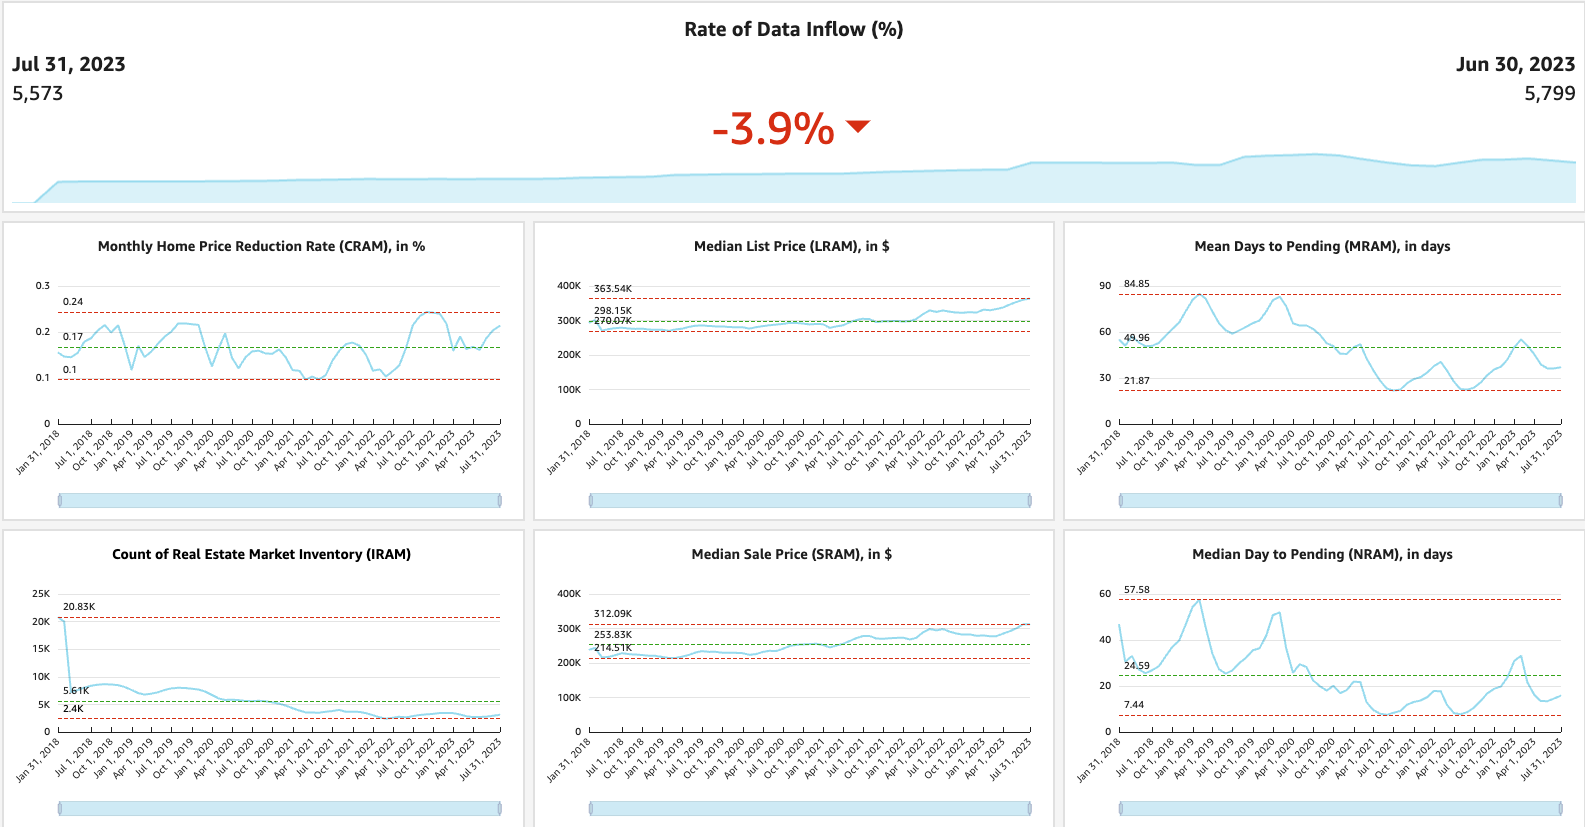 Rate of Data Inflow (%)
Jul 31, 2023
Jun 30, 2023
5,573
5,799
-3.9%
Monthly Home Price Reduction Rate (CRAM), in %
0.3
0.24
0.2
0.17
0.1
0.1
0
Jan 31, 2018
Jul 1, 2018
Oct 1, 2018
Jan 1, 2019
Apr 1, 2019
Jul 1, 2019
Oct 1, 2019
Jan 1, 2020
Apr 1, 2020
Jul 1, 2020
Oct 1, 2020
Jan 1, 2021
Apr 1, 2021
Jul 1, 2021
Oct 1, 2021
Jan 1, 2022
Apr 1, 2022
Jul 1, 2022
Oct 1, 2022
Jan 1, 2023
Apr 1, 2023
Jul 31, 2023
Median List Price (LRAM), in $
400K
363.54K
298.15K
300K
270.07K
200K
100K
0
Jan 31, 2018
Jul 1, 2018
Oct 1, 2018
Jan 1, 2019
Apr 1, 2019
Jul 1, 2019
Oct 1, 2019
Jan 1, 2020
Apr 1, 2020
Jul 1, 2020
Oct 1, 2020
Jan 1, 2021
Apr 1, 2021
Jul 1, 2021
Oct 1, 2021
Jan 1, 2022
Apr 1, 2022
Jul 1, 2022
Oct 1, 2022
Jan 1, 2023
Apr 1, 2023
Jul 31, 2023
Mean Days to Pending (MRAM), in days
90
84.85
60
49.96
30
21.87
0
Jan 31, 2018
Jul 1, 2018
Oct 1, 2018
Jan 1, 2019
Apr 1, 2019
Jul 1, 2019
Oct 1, 2019
Jan 1, 2020
Apr 1, 2020
Jul 1, 2020
Oct 1, 2020
Jan 1, 2021
Apr 1, 2021
Jul 1, 2021
Oct 1, 2021
Jan 1, 2022
Apr 1, 2022
Jul 1, 2022
Oct 1, 2022
Jan 1, 2023
Apr 1, 2023
Jul 31, 2023
Count of Real Estate Market Inventory (IRAM)
25K
20.83K
20K
15K
10K
5.61K
5K
2.4K
0
Jan 31, 2018
Jul 1, 2018
Oct 1, 2018
Jan 1, 2019
Apr 1, 2019
Jul 1, 2019
Oct 1, 2019
Jan 1, 2020
Apr 1, 2020
Jul 1, 2020
Oct 1, 2020
Jan 1, 2021
Apr 1, 2021
Jul 1, 2021
Oct 1, 2021
Jan 1, 2022
Apr 1, 2022
Jul 1, 2022
Oct 1, 2022
Jan 1, 2023
Apr 1, 2023
Jul 31, 2023
Median Sale Price (SRAM), in $
400K
312.09K
300K
253.83K
214.51K
200K
100K
0
Jan 31, 2018
Jul 1, 2018
Oct 1, 2018
Jan 1, 2019
Apr 1, 2019
Jul 1, 2019
Oct 1, 2019
Jan 1, 2020
Apr 1, 2020
Jul 1, 2020
Oct 1, 2020
Jan 1, 2021
Apr 1, 2021
Jul 1, 2021
Oct 1, 2021
Jan 1, 2022
Apr 1, 2022
Jul 1, 2022
Oct 1, 2022
Jan 1, 2023
Apr 1, 2023
Jul 31, 2023
Median Day to Pending (NRAM), in days
60
57.58
40
24.59
20
7.44
0
Jan 31, 2018
Jul 1, 2018
Oct 1, 2018
Jan 1, 2019
Apr 1, 2019
Jul 1, 2019
Oct 1, 2019
Jan 1, 2020
Apr 1, 2020
Jul 1, 2020
Oct 1, 2020
Jan 1, 2021
Apr 1, 2021
Jul 1, 2021
Oct 1, 2021
Jan 1, 2022
Apr 1, 2022
Jul 1, 2022
Oct 1, 2022
Jan 1, 2023
Apr 1, 2023
Jul 31, 2023